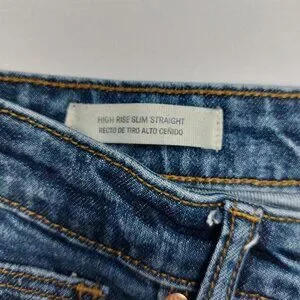 HIGH RISE SLIM STRAIGHT
RECTO DE TIRO ALTO CEÑIDO